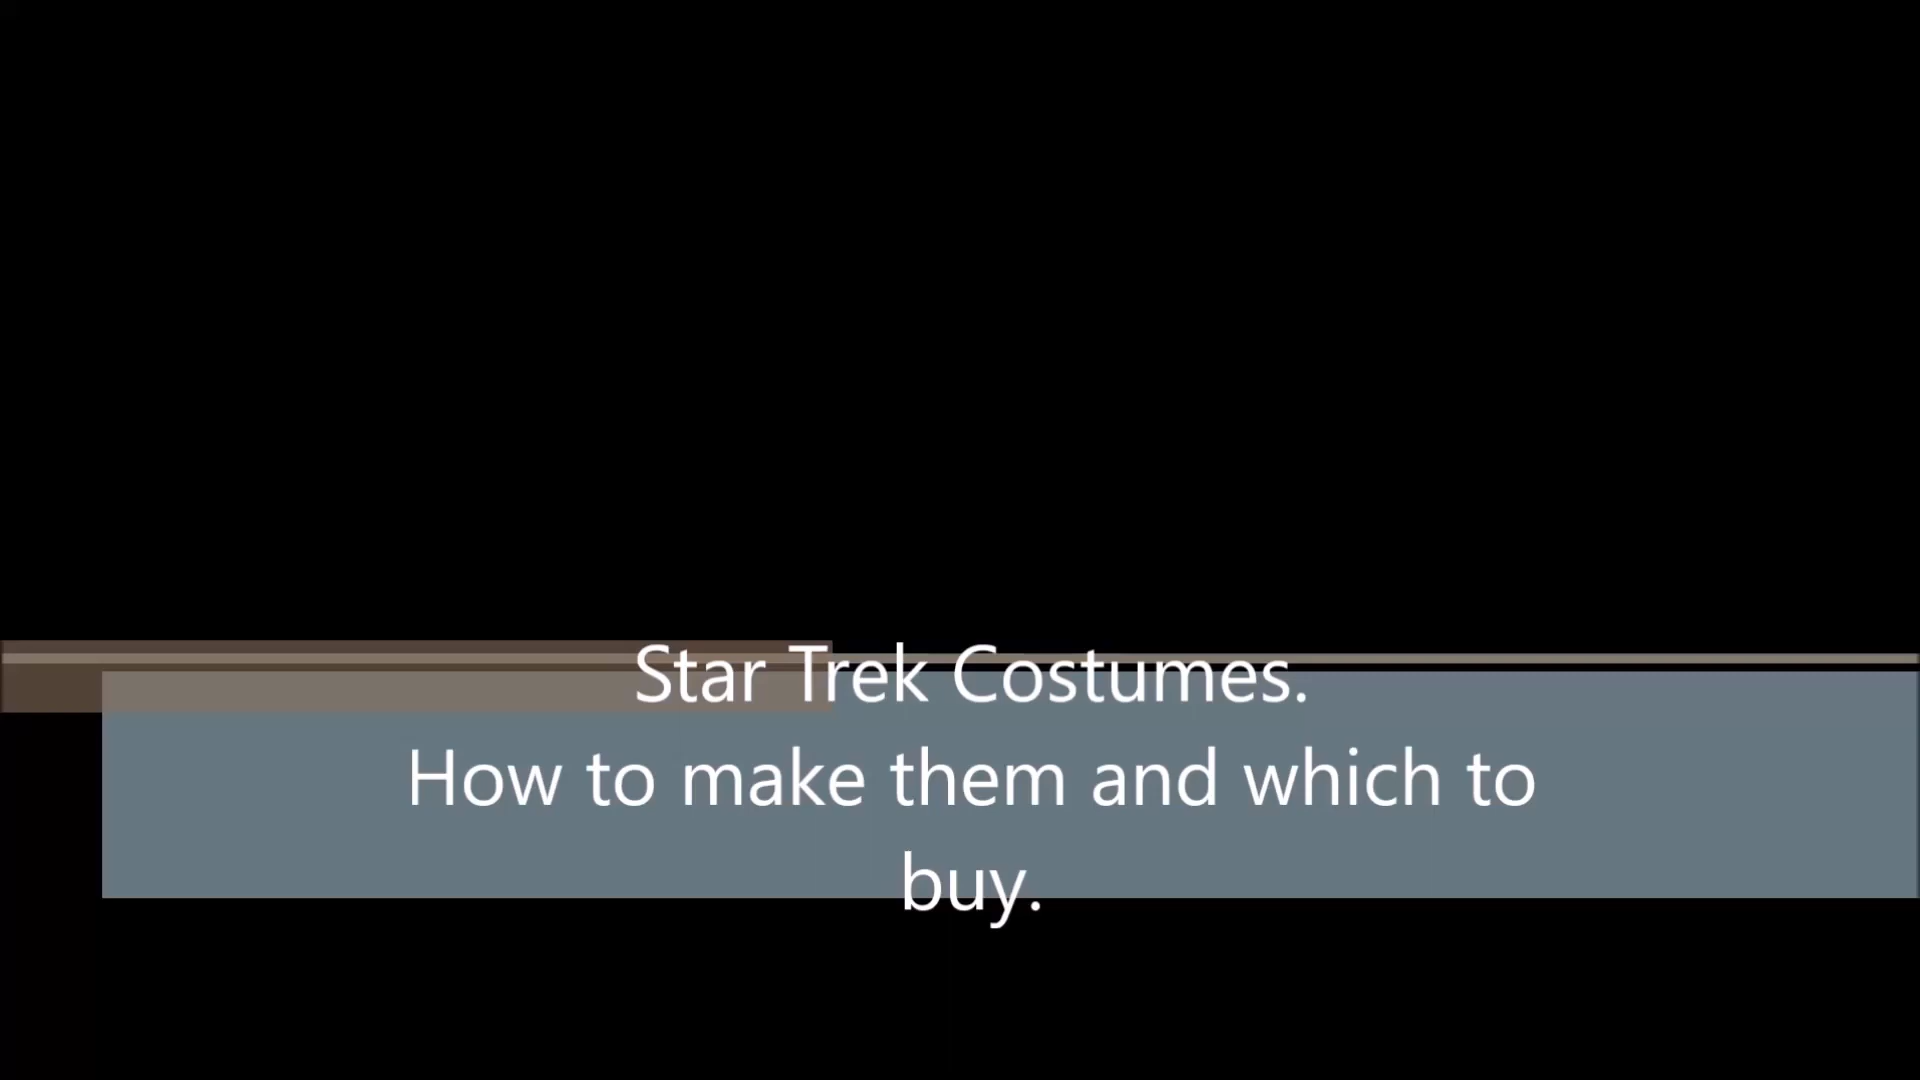 Star Trek Costumes.
How to make them and which to
buy.